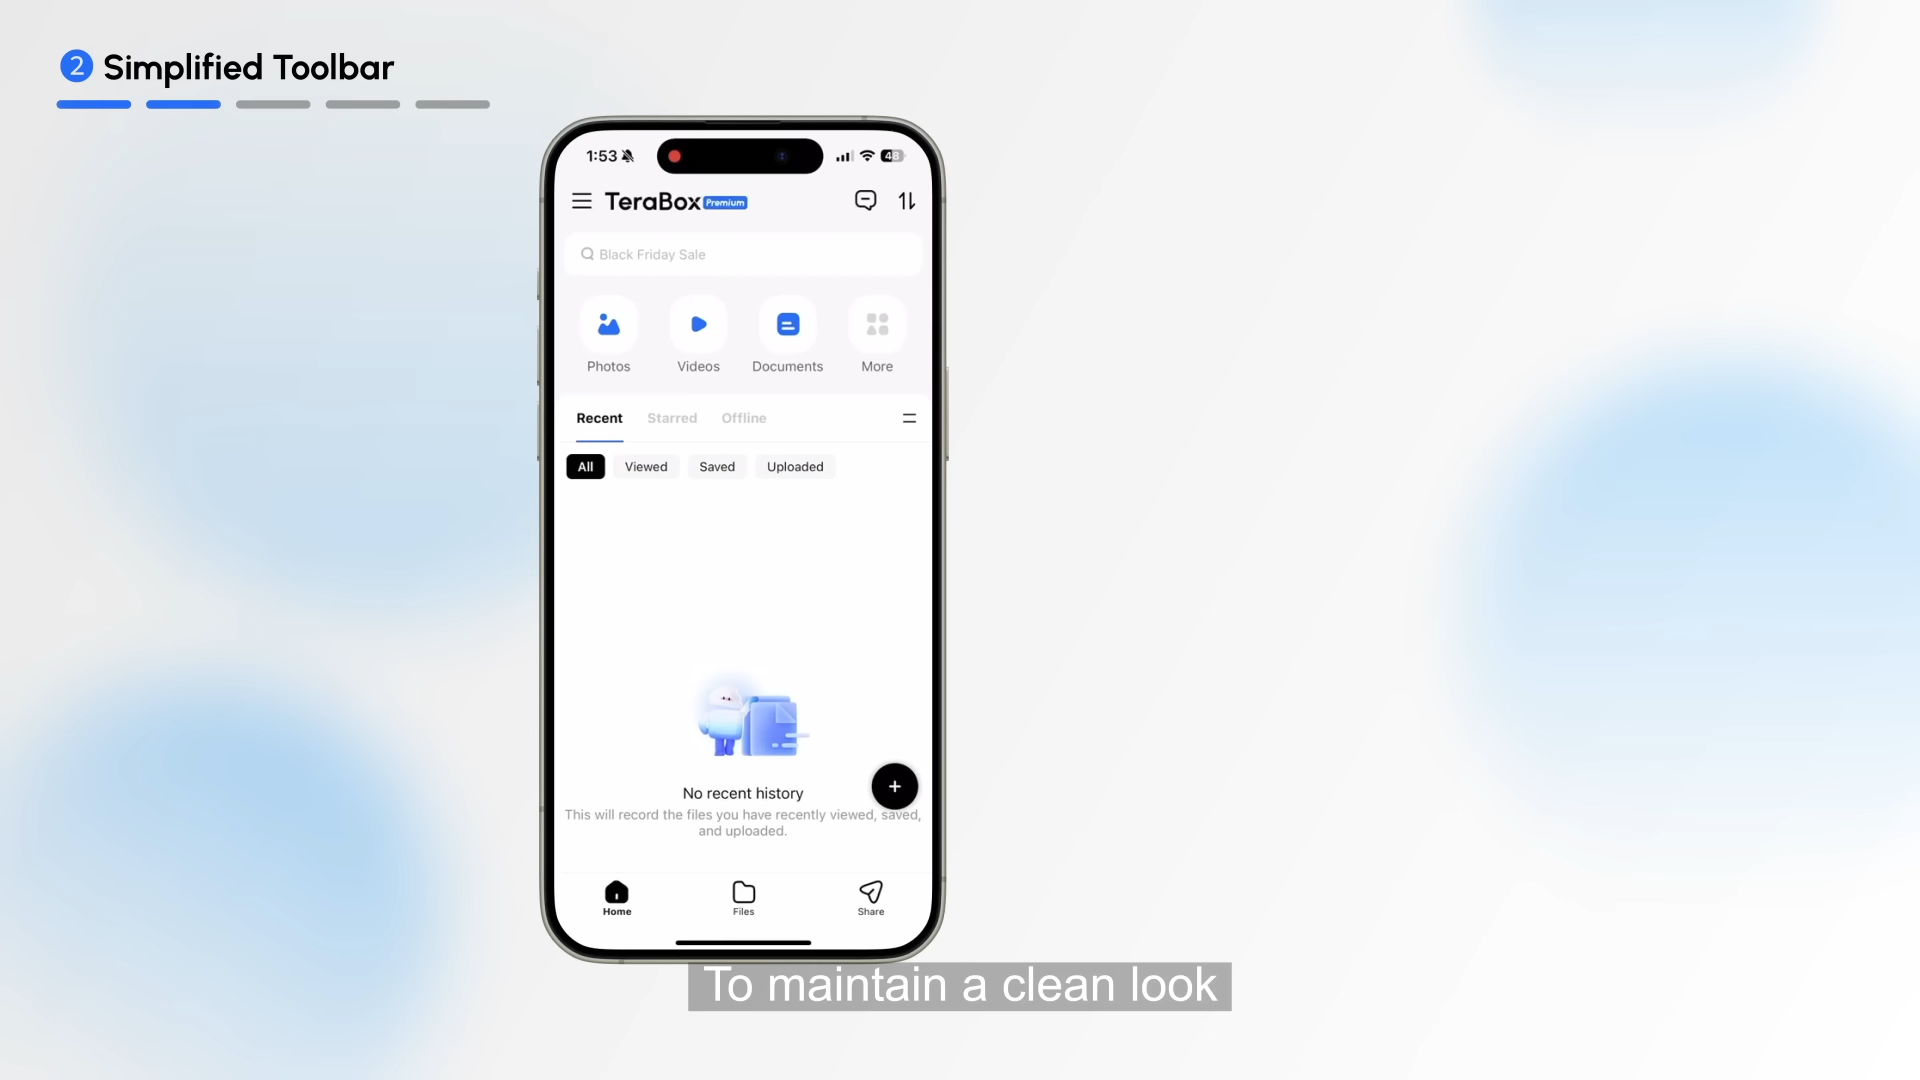 2 Simplified Toolbar
1:53 48
TeraBox Premium
Black Friday Sale
Photos Videos Documents More
Recent Starred Offline
All Viewed Saved Uploaded
No recent history
This will record the files you have recently viewed, saved,
and uploaded.
Home Files Share
To maintain a clean look